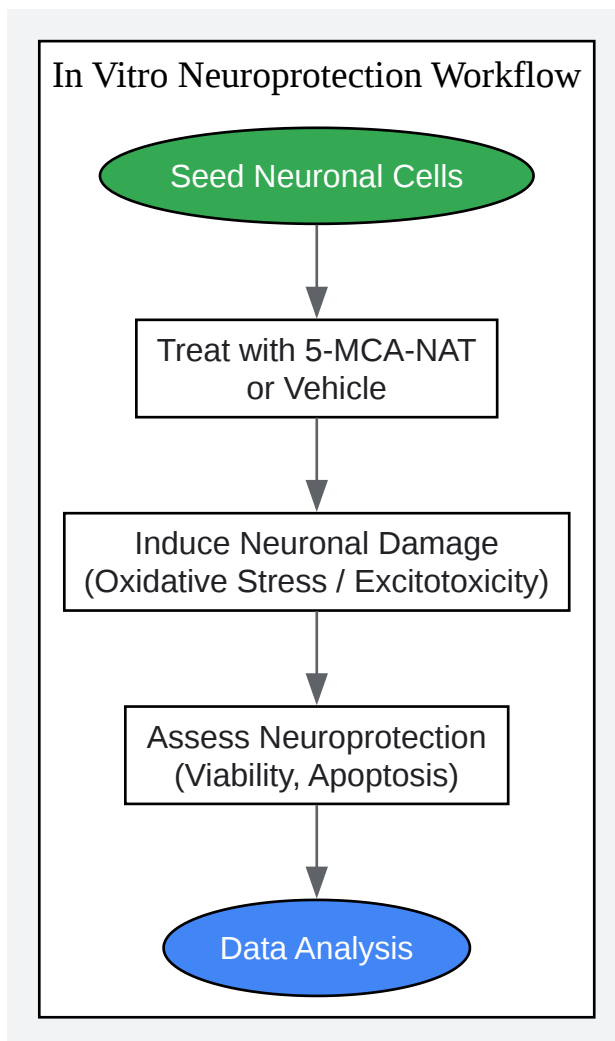 In Vitro Neuroprotection Workflow
Seed Neuronal Cells
Treat with 5-MCA-NAT
or Vehicle
Induce Neuronal Damage
(Oxidative Stress / Excitotoxicity)
Assess Neuroprotection
(Viability, Apoptosis)
Data Analysis